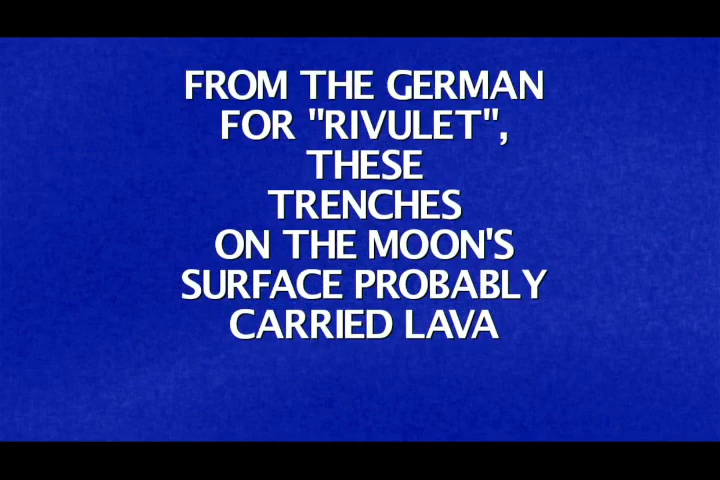 FROM THE GERMAN
FOR "RIVULET",
THESE
TRENCHES
ON THE MOON'S
SURFACE PROBABLY
CARRIED LAVA